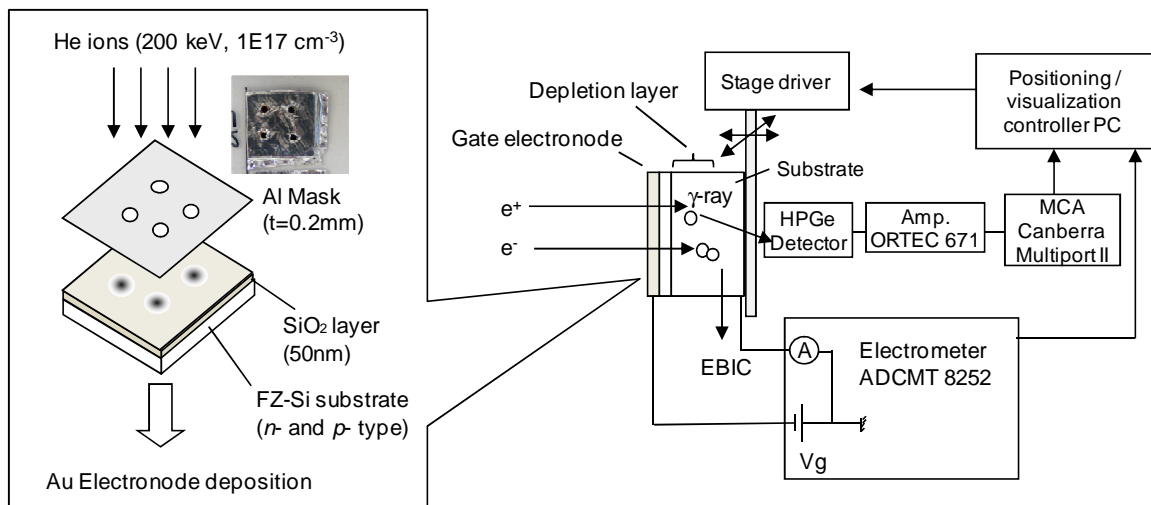 He ions (200 keV, 1E17 cm-3)
Al Mask
(t=0.2mm)
SiO2 layer
(50nm)
FZ-Si substrate
(n- and p- type)
Au Electronode deposition
Stage driver
Positioning /
visualization
controller PC
Depletion layer
Gate electronode
Substrate
γ-ray
e+
e-
HPGe
Detector
Amp.
ORTEC 671
MCA
Canberra
Multiport II
EBIC
A
Electrometer
ADCMT 8252
Vg